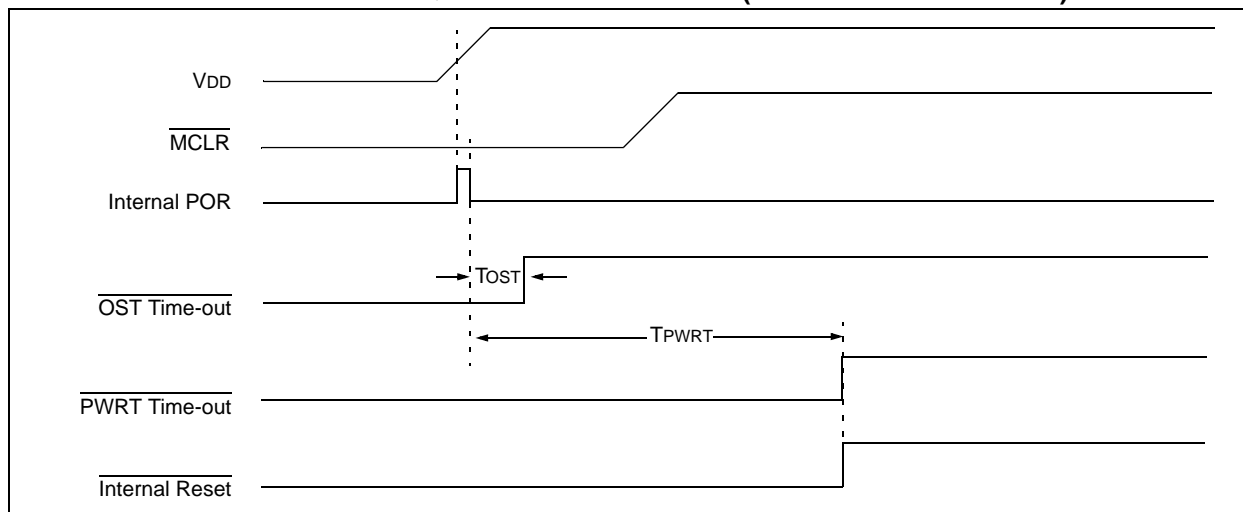 VDD
MCLR
Internal POR
TOST
OST Time-out
TPWRT
PWRT Time-out
Internal Reset